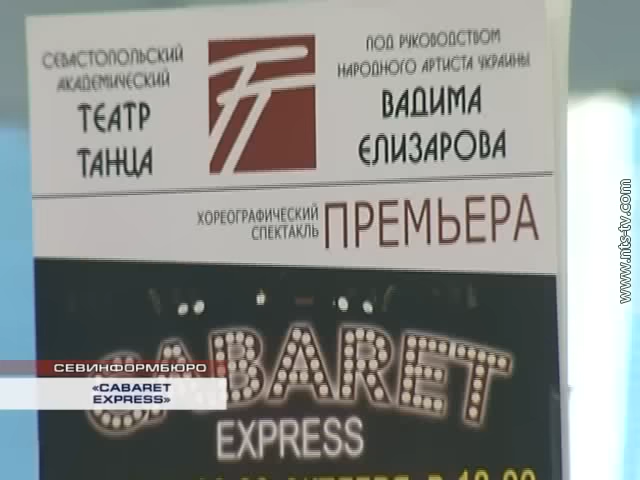 СЕВАСТОПОЛЬСКИЙ
АКАДЕМИЧЕСКИЙ
ТЕАТР
ТАНЦА
ПОД РУКОВОДСТВОМ
НАРОДНОГО АРТИСТА УКРАИНЫ
ВАДИМА
ЕЛИЗАРОВА
ХОРЕОГРАФИЧЕСКИЙ
СПЕКТАКЛЬ
ПРЕМЬЕРА
CABARET
EXPRESS
www.nts-tv.com
СЕВИНФОРМБЮРО
«CABARET
EXPRESS»